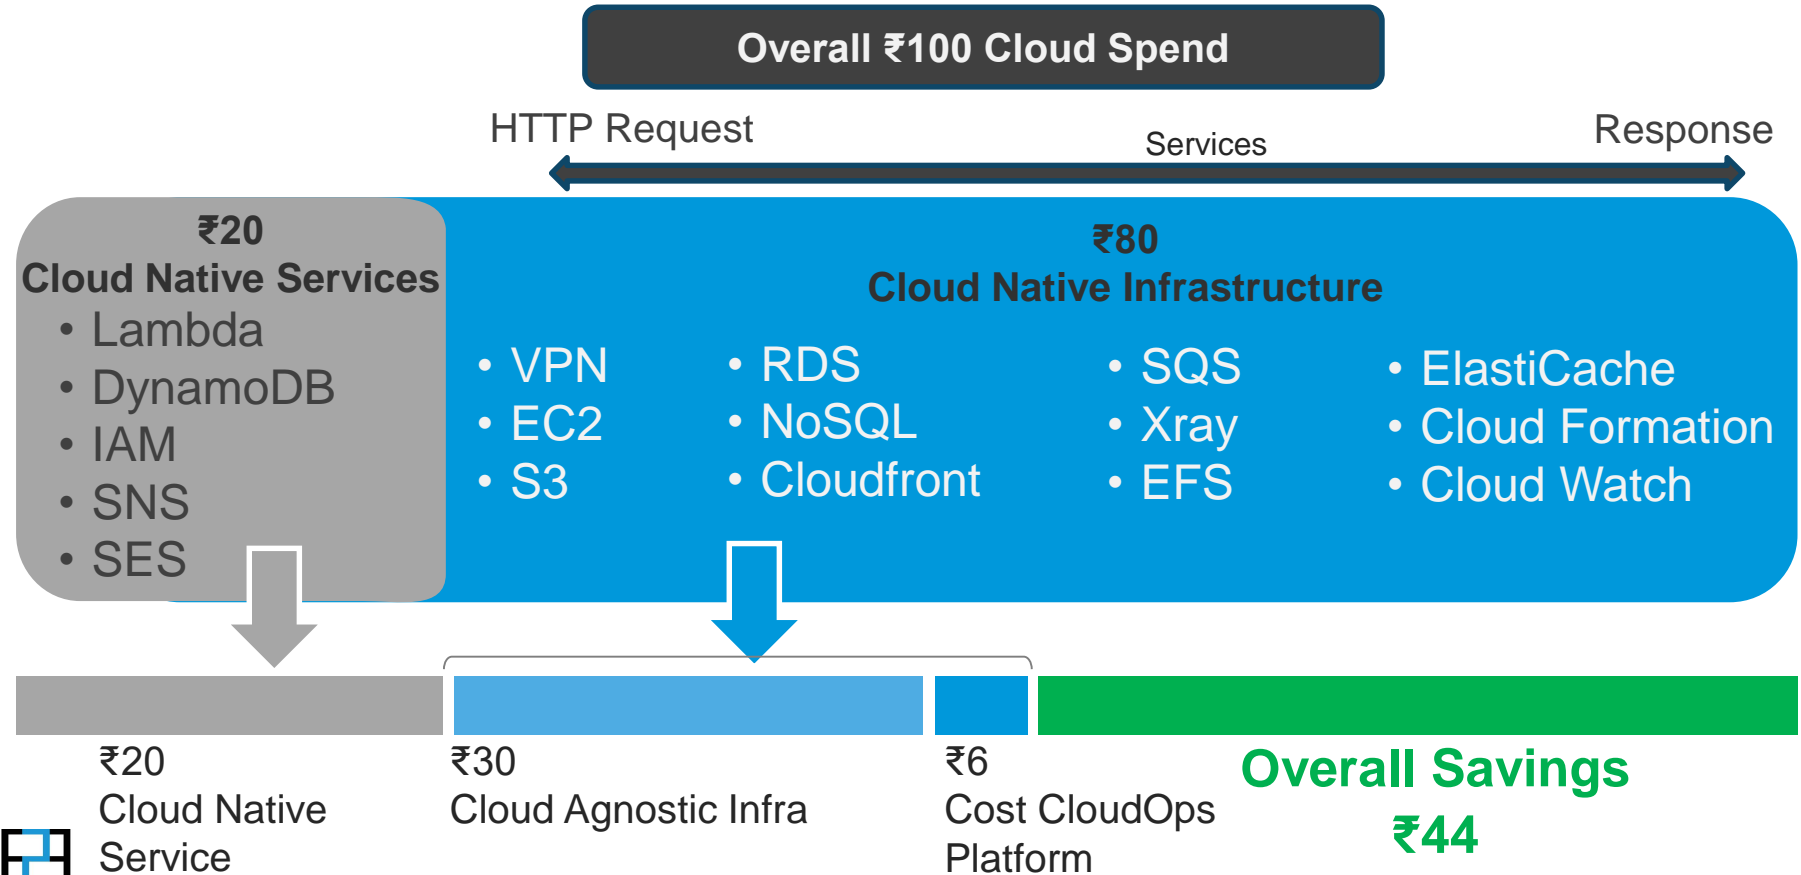 Overall ₹100 Cloud Spend
HTTP Request
Services
Response
₹20
Cloud Native Services
• Lambda
• DynamoDB
• IAM
• SNS
• SES
₹80
Cloud Native Infrastructure
• VPN
• EC2
• S3
• RDS
• NoSQL
• Cloudfront
• SQS
• Xray
• EFS
• ElastiCache
• Cloud Formation
• Cloud Watch
₹20
Cloud Native
Service
₹30
Cloud Agnostic Infra
₹6
Cost CloudOps
Platform
Overall Savings
₹44